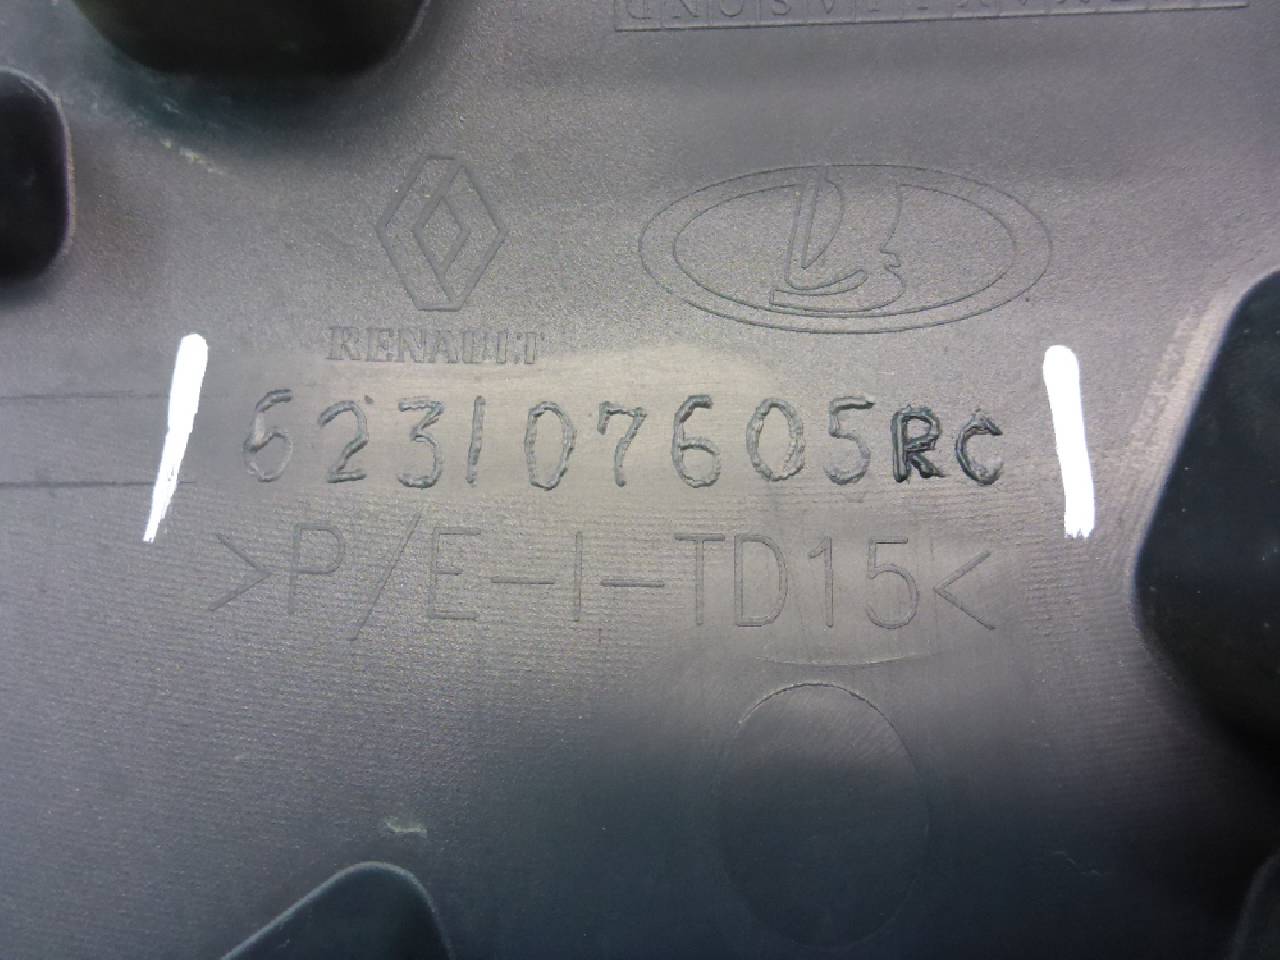 RENAULT
623107605RC
>P/E-I-TD15<